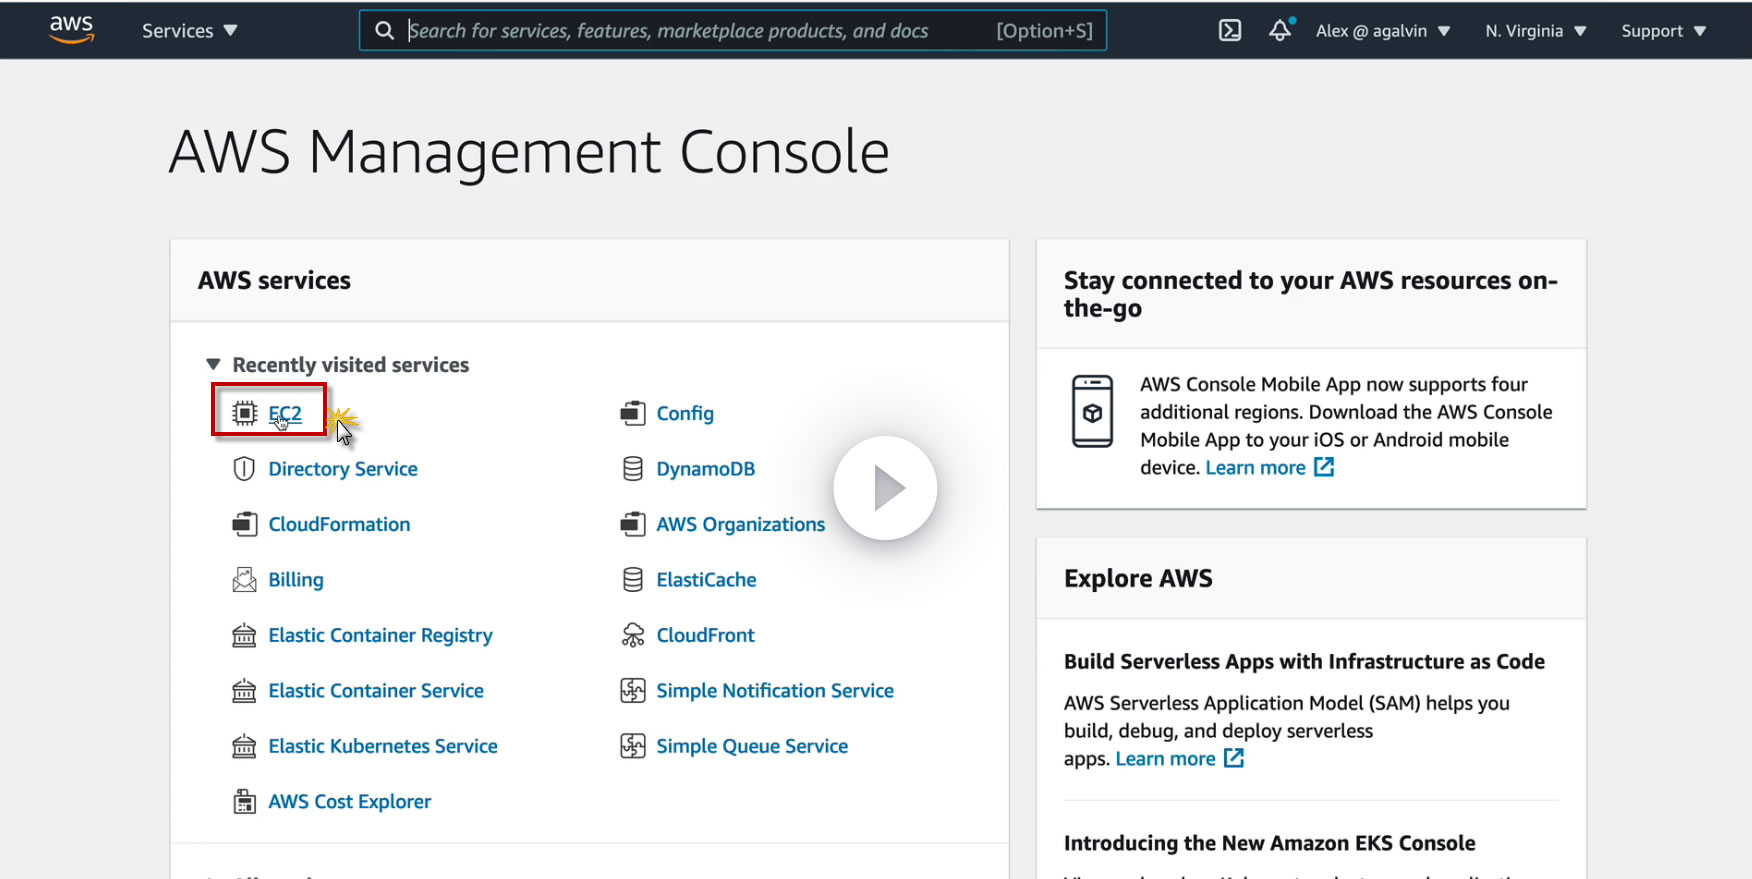 aws
Services
Search for services, features, marketplace products, and docs
[Option+S]
Alex @ agalvin
N. Virginia
Support
AWS Management Console
AWS services
Recently visited services
EC2
Directory Service
CloudFormation
Billing
Elastic Container Registry
Elastic Container Service
Elastic Kubernetes Service
AWS Cost Explorer
Config
DynamoDB
AWS Organizations
ElastiCache
CloudFront
Simple Notification Service
Simple Queue Service
Stay connected to your AWS resources on-
the-go
AWS Console Mobile App now supports four
additional regions. Download the AWS Console
Mobile App to your iOS or Android mobile
device. Learn more
Explore AWS
Build Serverless Apps with Infrastructure as Code
AWS Serverless Application Model (SAM) helps you
build, debug, and deploy serverless
apps. Learn more
Introducing the New Amazon EKS Console